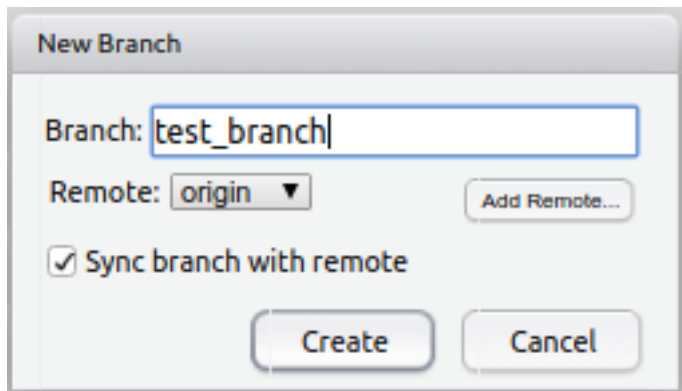 New Branch
Branch: test_branch
Remote: origin Add Remote...
Sync branch with remote
Create Cancel